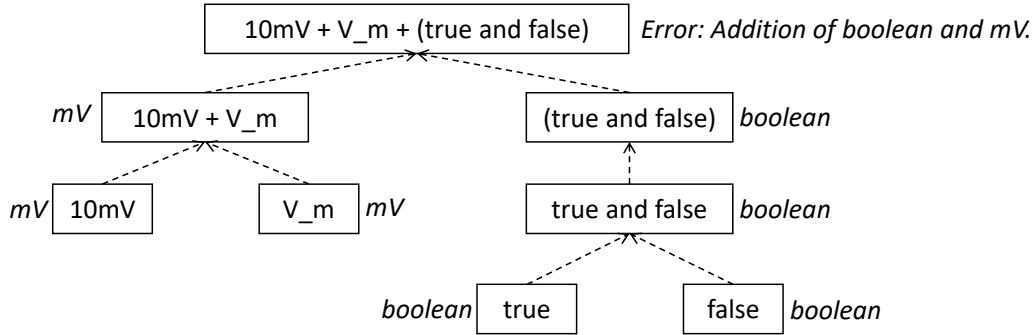 10mV + V_m + (true and false) Error: Addition of boolean and mV.
mV 10mV + V_m (true and false) boolean
mV 10mV V_m mV true and false boolean
boolean true false boolean